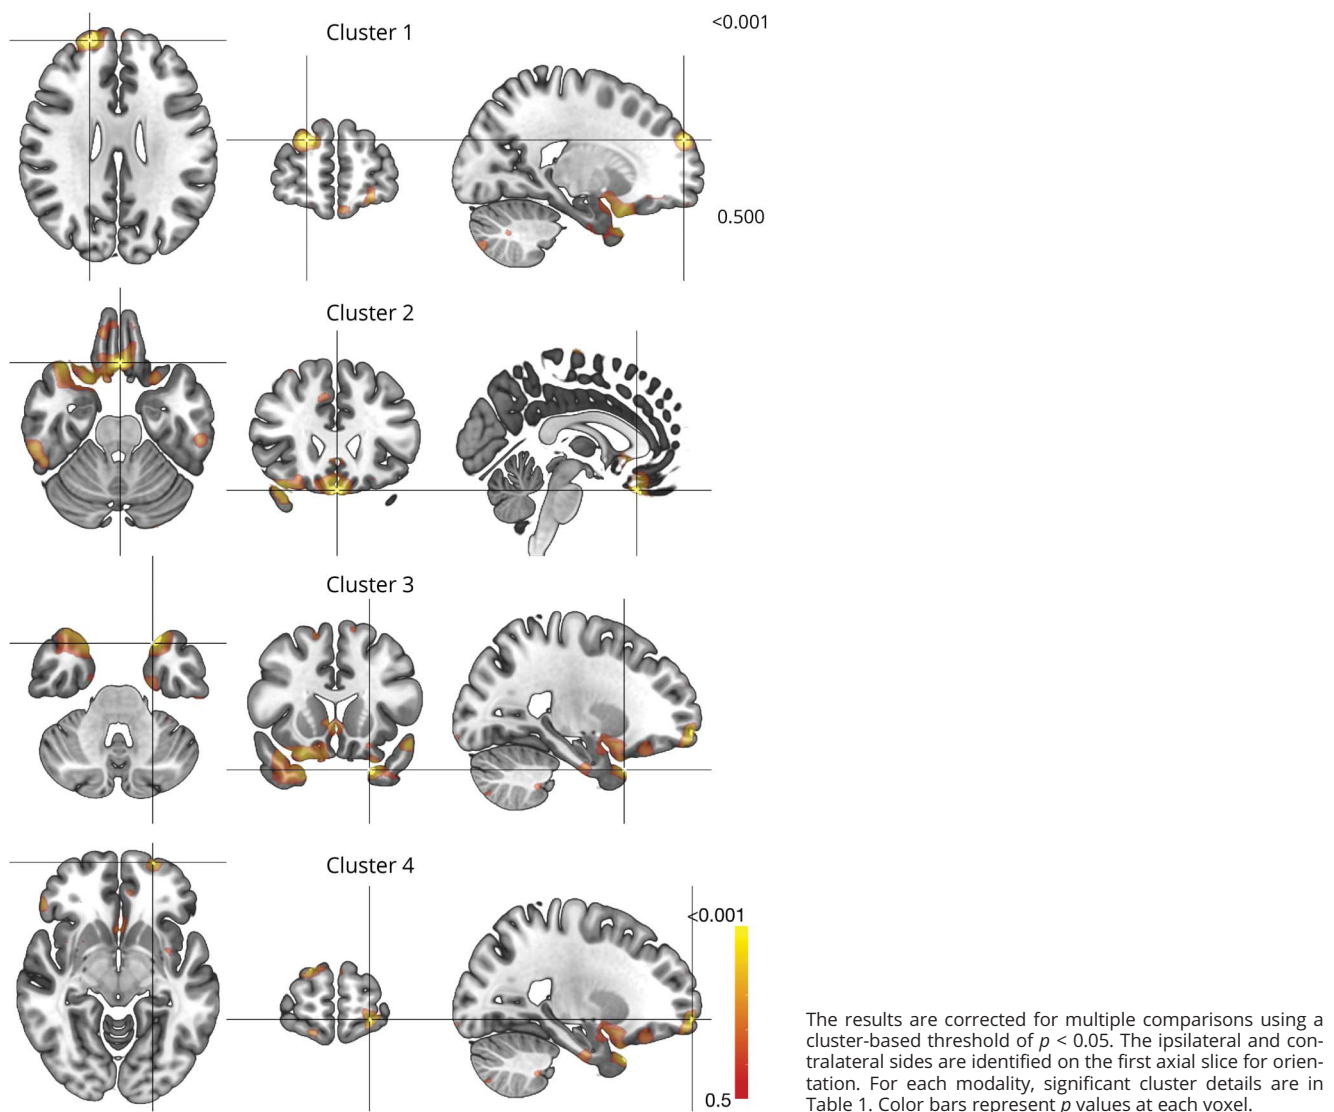 Cluster 1
<0.001
0.500
Cluster 2
Cluster 3
Cluster 4
<0.001
0.5
The results are corrected for multiple comparisons using a
cluster-based threshold of p < 0.05. The ipsilateral and con-
tralateral sides are identified on the first axial slice for orien-
tation. For each modality, significant cluster details are in
Table 1. Color bars represent p values at each voxel.